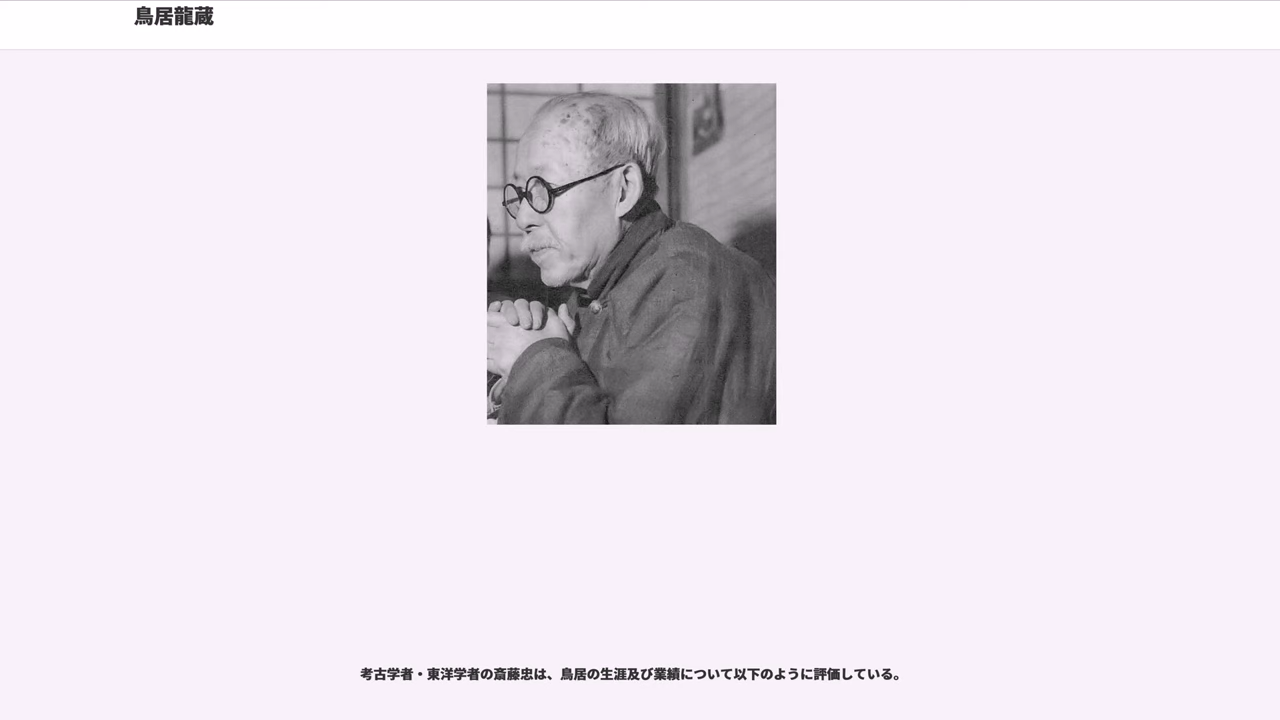 鳥居龍蔵
考古学者・東洋学者の斎藤忠は、鳥居の生涯及び業績について以下のように評価している。